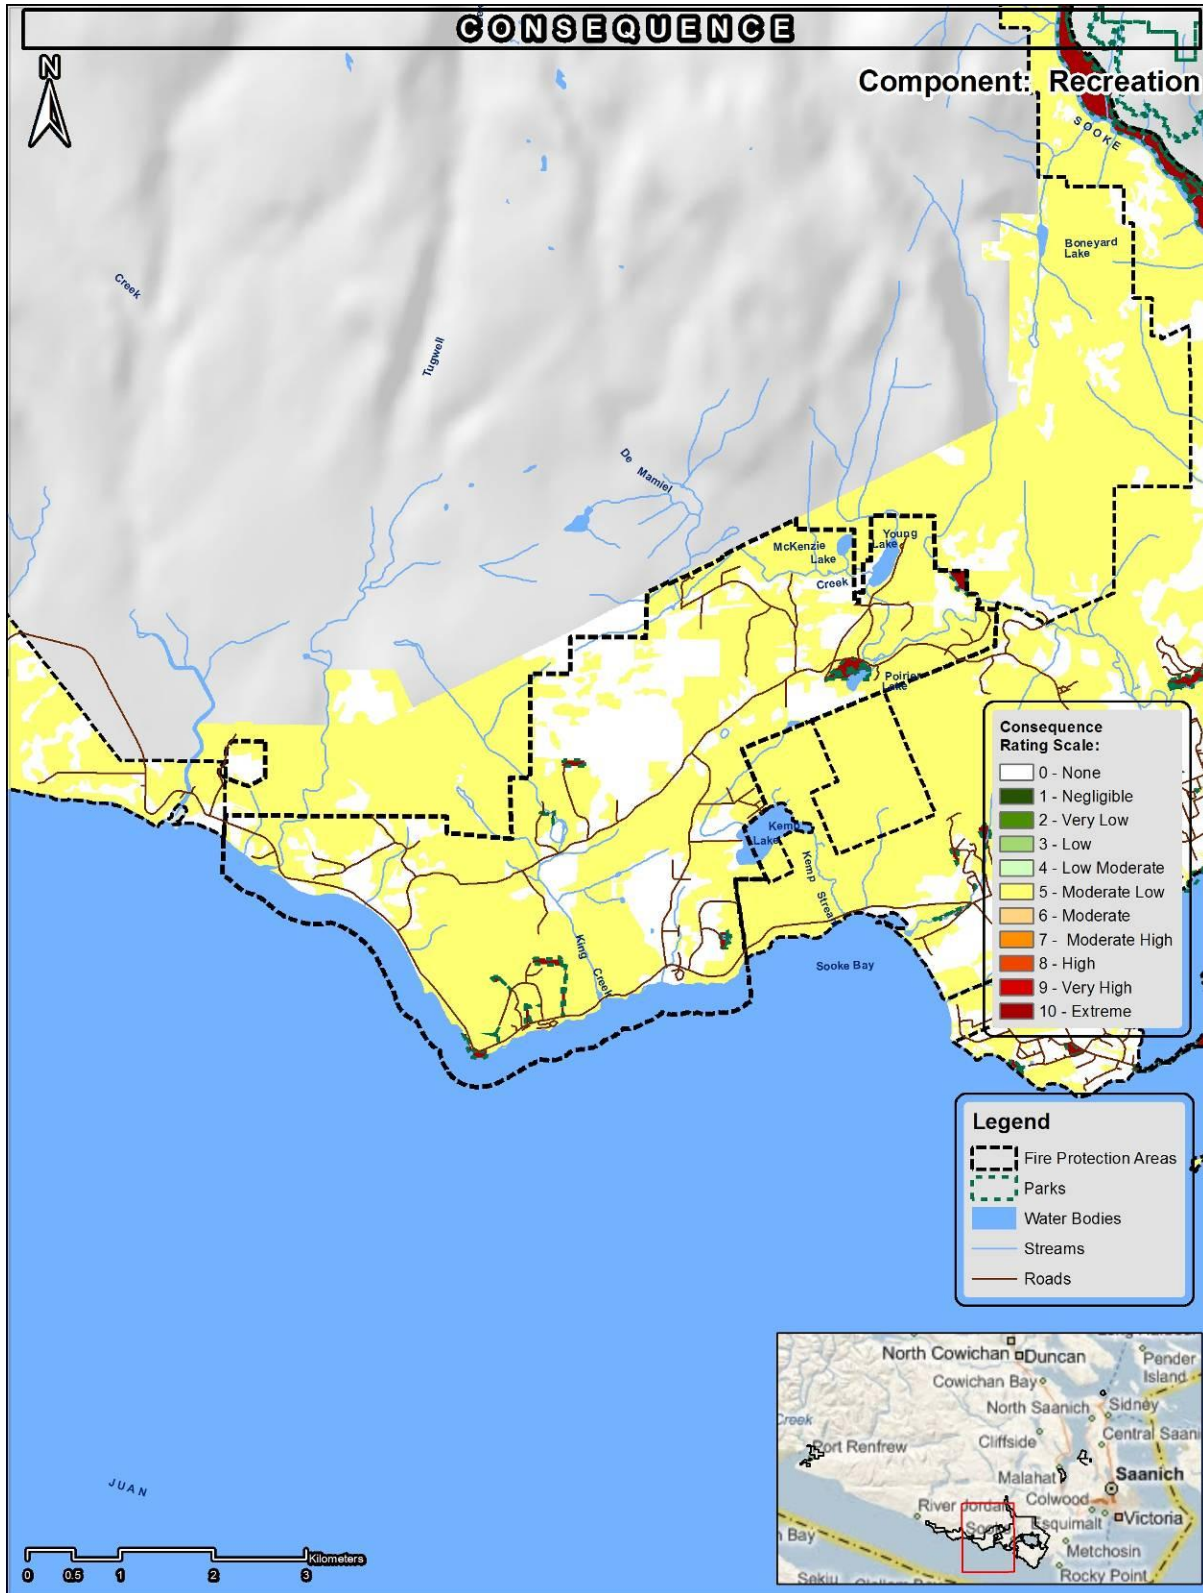 CONSEQUENCE
N
Component: Recreation
SOOKE
Boneyard
Lake
Creek
Tugwell
De Mamiel
McKenzie
Lake
Young
Lake
Creek
Poirier
Lake
Kemp
Lake
Kemp
Stream
King
Creek
Sooke Bay
Consequence
Rating Scale:
0 - None
1 - Negligible
2 - Very Low
3 - Low
4 - Low Moderate
5 - Moderate Low
6 - Moderate
7 - Moderate High
8 - High
9 - Very High
10 - Extreme
Legend
Fire Protection Areas
Parks
Water Bodies
Streams
Roads
JUAN
0 0.5 1 2 3
Kilometers
North Cowichan
Duncan
Pender
Island
Cowichan Bay
North Saanich
Sidney
Creek
Cliffside
Central Saani
Port Renfrew
Malahat
Saanich
River Jordan
Colwood
Sooke
Esquimalt
Victoria
n Bay
Metchosin
Sekiu
Rocky Point